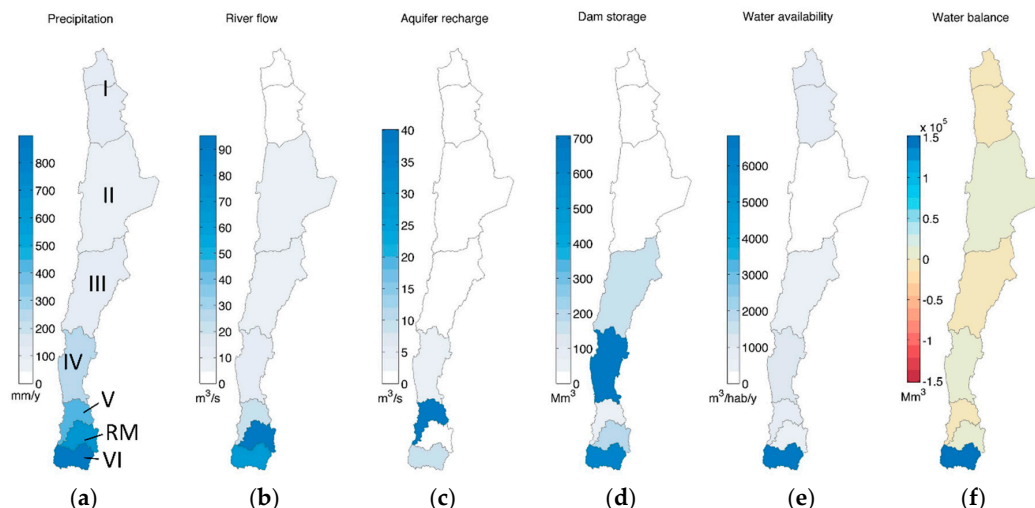 Precipitation
River flow
Aquifer recharge
Dam storage
Water availability
Water balance
I
II
III
IV
V
RM
VI
800
700
600
500
400
300
200
100
0
mm/y
90
80
70
60
50
40
30
20
10
0
m³/s
40
35
30
25
20
15
10
5
0
m³/s
700
600
500
400
300
200
100
0
Mm³
6000
5000
4000
3000
2000
1000
0
m³/hab/y
x 10⁵
1.5
1
0.5
0
-0.5
-1
-1.5
Mm³
(a)
(b)
(c)
(d)
(e)
(f)